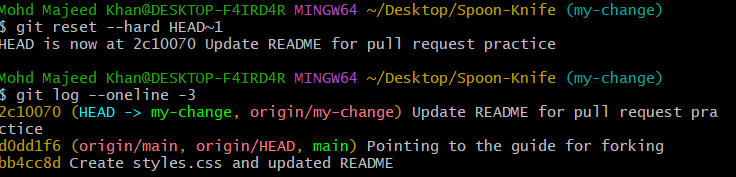 Mohd Majeed Khan@DESKTOP-F4IRD4R MINGW64 ~/Desktop/Spoon-Knife (my-change)
$ git reset --hard HEAD~1
HEAD is now at 2c10070 Update README for pull request practice
Mohd Majeed Khan@DESKTOP-F4IRD4R MINGW64 ~/Desktop/Spoon-Knife (my-change)
$ git log --oneline -3
2c10070 (HEAD -> my-change, origin/my-change) Update README for pull request pra
ctice
d0dd1f6 (origin/main, origin/HEAD, main) Pointing to the guide for forking
bb4cc8d Create styles.css and updated README